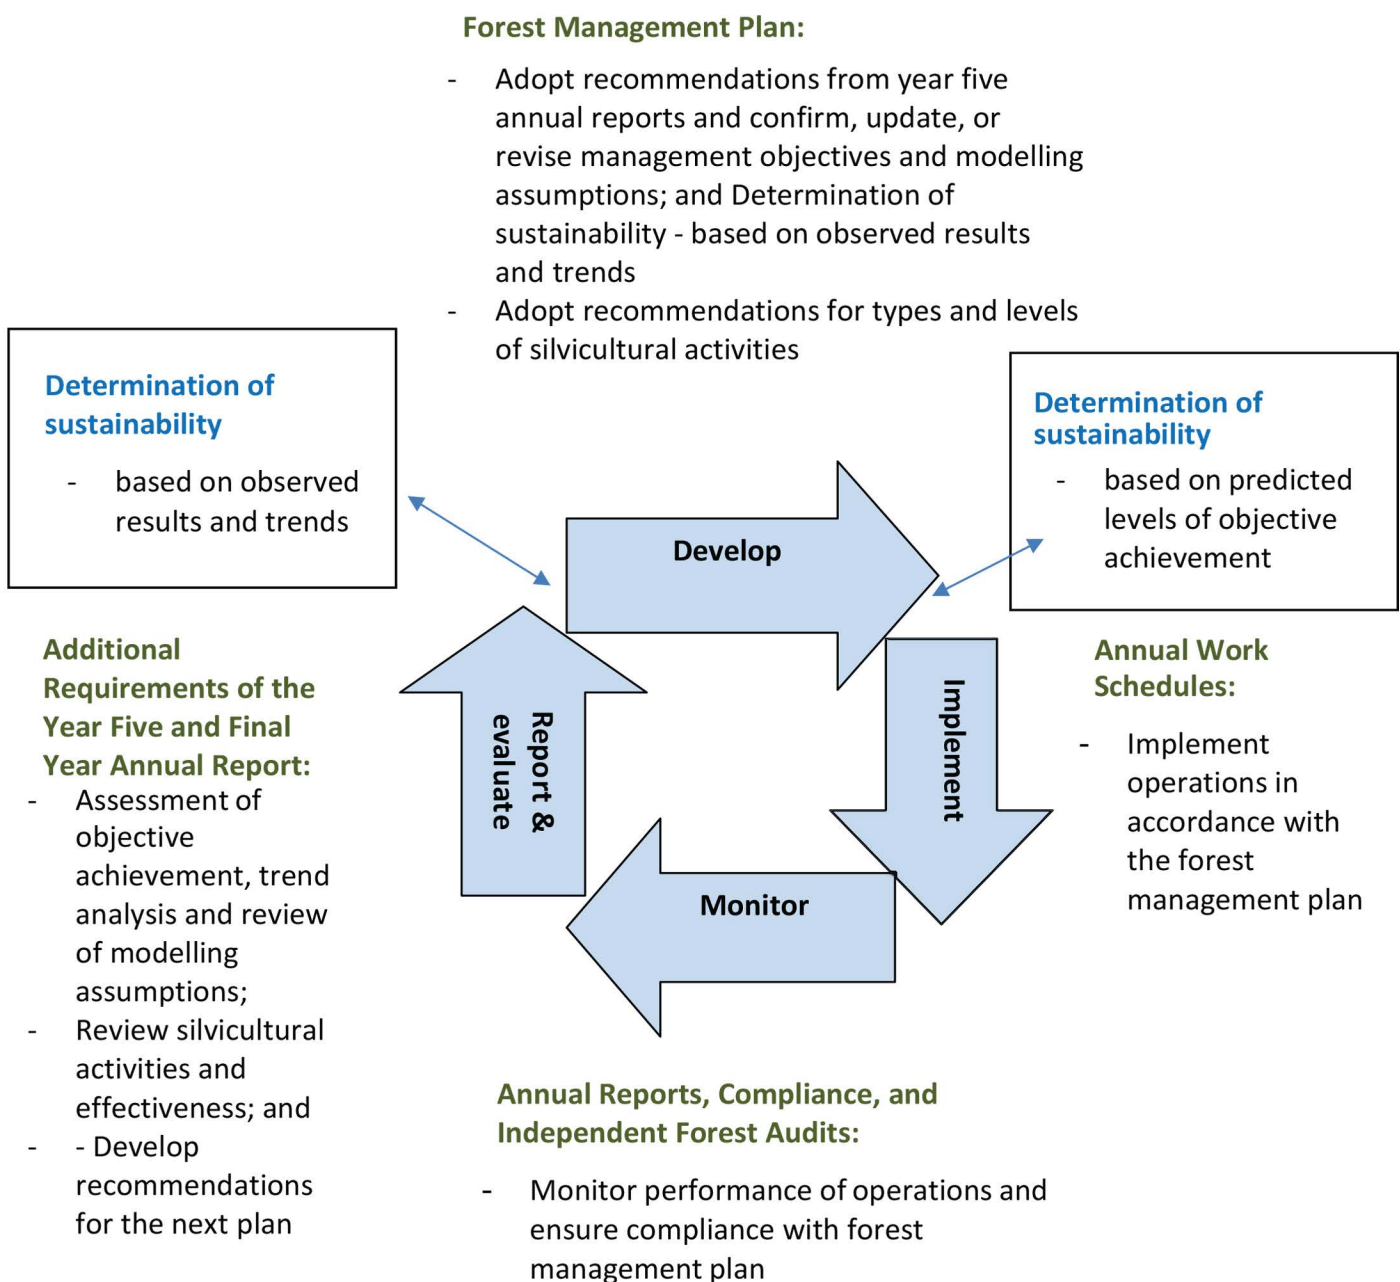 Forest Management Plan:
- Adopt recommendations from year five
annual reports and confirm, update, or
revise management objectives and modelling
assumptions; and Determination of
sustainability - based on observed results
and trends
- Adopt recommendations for types and levels
of silvicultural activities
Determination of
sustainability
- based on observed
results and trends
Determination of
sustainability
- based on predicted
levels of objective
achievement
Develop
Implement
Monitor
Report &
evaluate
Annual Work
Schedules:
- Implement
operations in
accordance with
the forest
management plan
Additional
Requirements of the
Year Five and Final
Year Annual Report:
- Assessment of
objective
achievement, trend
analysis and review
of modelling
assumptions;
- Review silvicultural
activities and
effectiveness; and
- - Develop
recommendations
for the next plan
Annual Reports, Compliance, and
Independent Forest Audits:
- Monitor performance of operations and
ensure compliance with forest
management plan